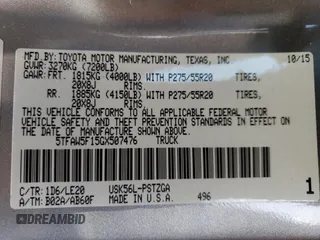 MFD. BY: TOYOTA MOTOR MANUFACTURING, TEXAS, INC 10/15
GVWR: 3270KG (7200LB)
GAWR: FRT. 1815KG (4000LB) WITH P275/55R20 TIRES,
20X8J RIMS
RR. 1885KG (4150LB) WITH P275/55R20 TIRES,
20X8J RIMS
THIS VEHICLE CONFORMS TO ALL APPLICABLE FEDERAL MOTOR
VEHICLE SAFETY AND THEFT PREVENTION STANDARDS IN EFFECT
ON THE DATE OF MANUFACTURE SHOWN ABOVE.
5TFAW5F15GX507476 TRUCK
C/TR: 1D6/LE20 USK56L-PSTZGA 1
A/TM: B02A/AB60F MADE IN U.S.A. 496
DREAMBID